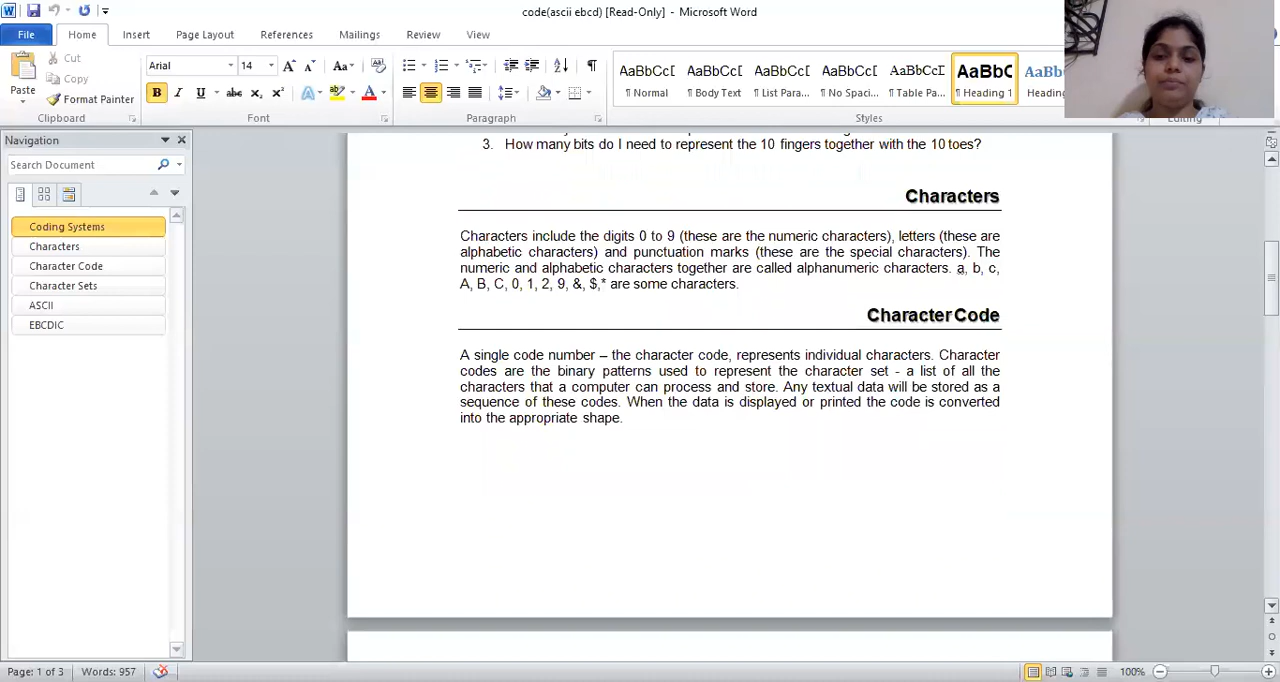 code(ascii ebcd) [Read-Only] - Microsoft Word
File Home Insert Page Layout References Mailings Review View
Cut
Copy
Paste
Format Painter
Clipboard
Arial 14
Font
Paragraph
AaBbCcI AaBbCcI AaBbCcI AaBbCcI AaBbCcI AaBbC AaBbC
¶ Normal ¶ Body Text ¶ List Para... ¶ No Spaci... ¶ Table Pa... ¶ Heading 1 Heading
Styles
Navigation
Search Document
Coding Systems
Characters
Character Code
Character Sets
ASCII
EBCDIC
3. How many bits do I need to represent the 10 fingers together with the 10 toes?
Characters
Characters include the digits 0 to 9 (these are the numeric characters), letters (these are
alphabetic characters) and punctuation marks (these are the special characters). The
numeric and alphabetic characters together are called alphanumeric characters. a, b, c,
A, B, C, 0, 1, 2, 9, &, $,* are some characters.
Character Code
A single code number – the character code, represents individual characters. Character
codes are the binary patterns used to represent the character set - a list of all the
characters that a computer can process and store. Any textual data will be stored as a
sequence of these codes. When the data is displayed or printed the code is converted
into the appropriate shape.
Page: 1 of 3 Words: 957 100%